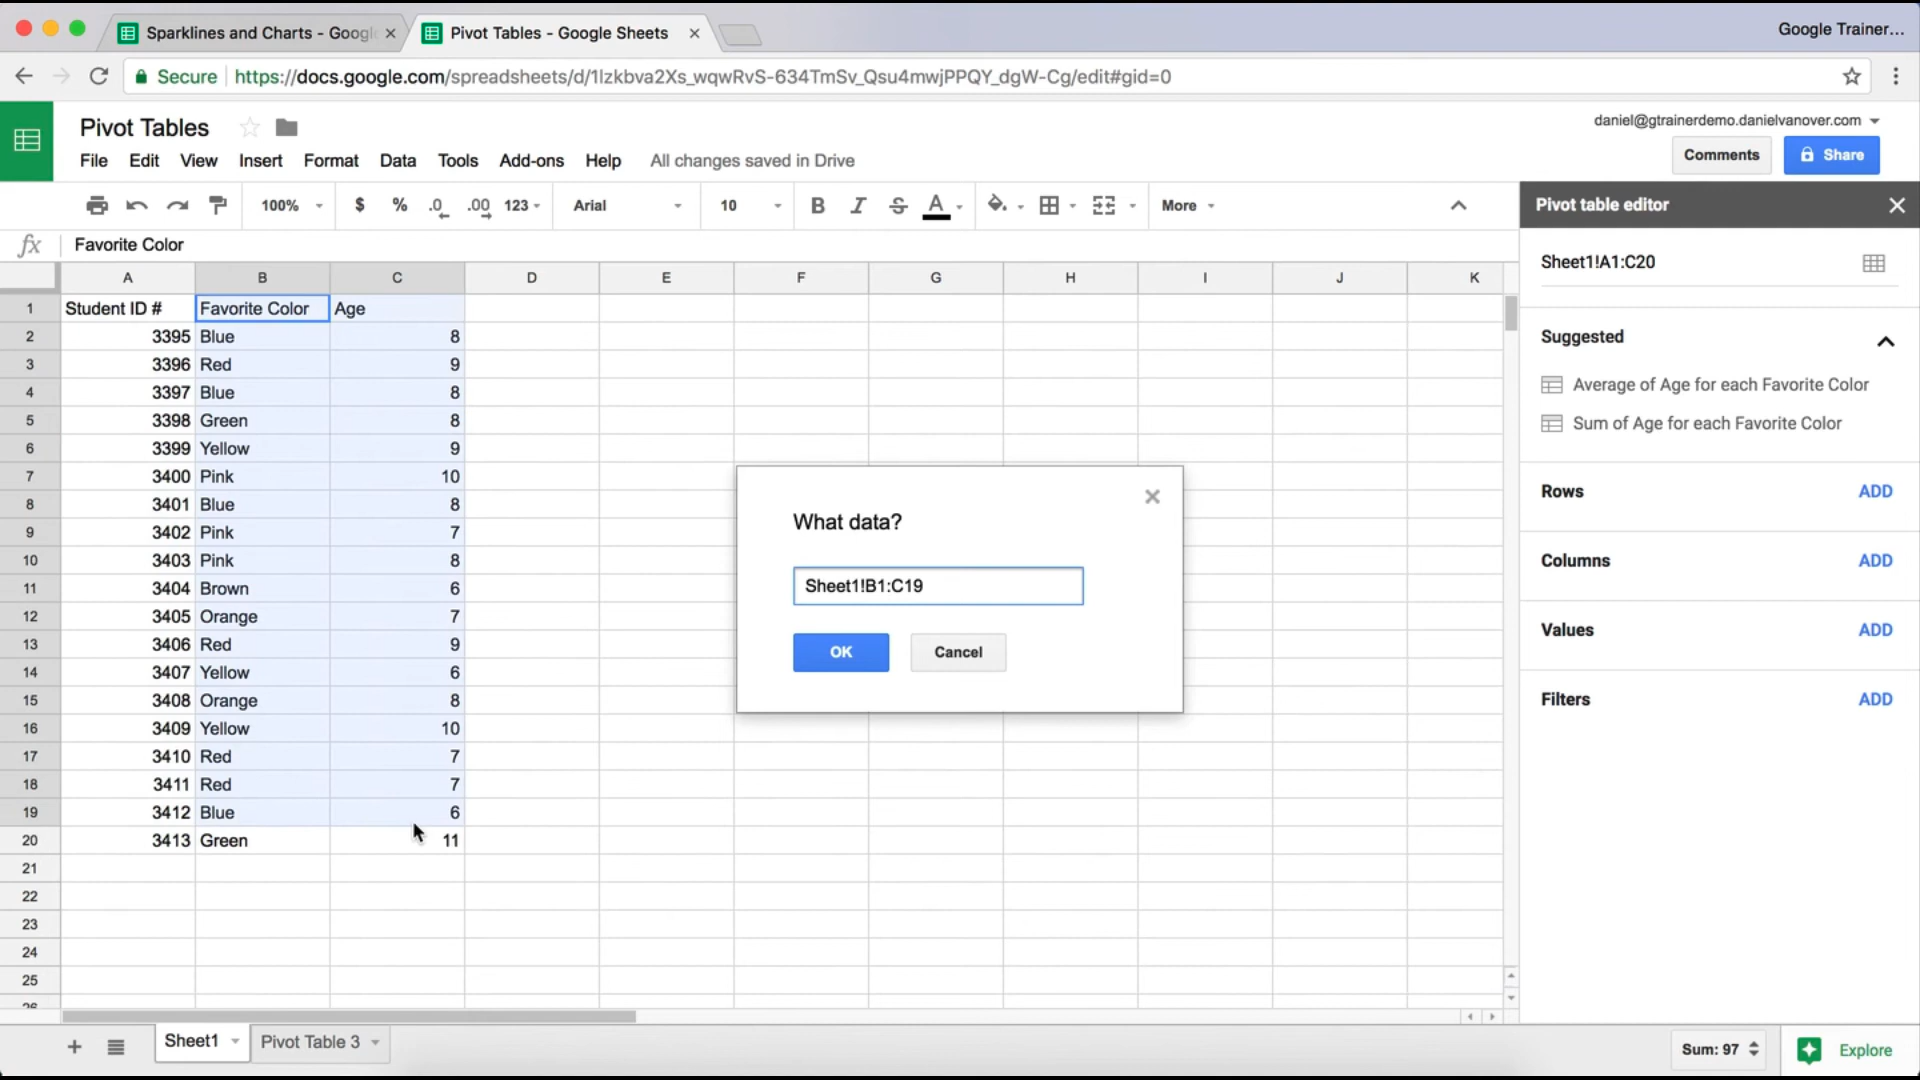 Sparklines and Charts - Googl
Pivot Tables - Google Sheets
Google Trainer...
Secure
https://docs.google.com/spreadsheets/d/1lzkbva2Xs_wqwRvS-634TmSv_Qsu4mwjPPQY_dgW-Cg/edit#gid=0
Pivot Tables
daniel@gtrainerdemo.danielvanover.com
File Edit View Insert Format Data Tools Add-ons Help All changes saved in Drive
Comments
Share
100% $ % .0 .00 123 Arial 10 B I S A More
Pivot table editor
fx Favorite Color
A B C D E F G H I J K
1 Student ID # Favorite Color Age
2 3395 Blue 8
3 3396 Red 9
4 3397 Blue 8
5 3398 Green 8
6 3399 Yellow 9
7 3400 Pink 10
8 3401 Blue 8
9 3402 Pink 7
10 3403 Pink 8
11 3404 Brown 6
12 3405 Orange 7
13 3406 Red 9
14 3407 Yellow 6
15 3408 Orange 8
16 3409 Yellow 10
17 3410 Red 7
18 3411 Red 7
19 3412 Blue 6
20 3413 Green 11
21
22
23
24
25
26
What data?
Sheet1!B1:C19
OK
Cancel
Sheet1!A1:C20
Suggested
Average of Age for each Favorite Color
Sum of Age for each Favorite Color
Rows ADD
Columns ADD
Values ADD
Filters ADD
Sheet1
Pivot Table 3
Sum: 97
Explore